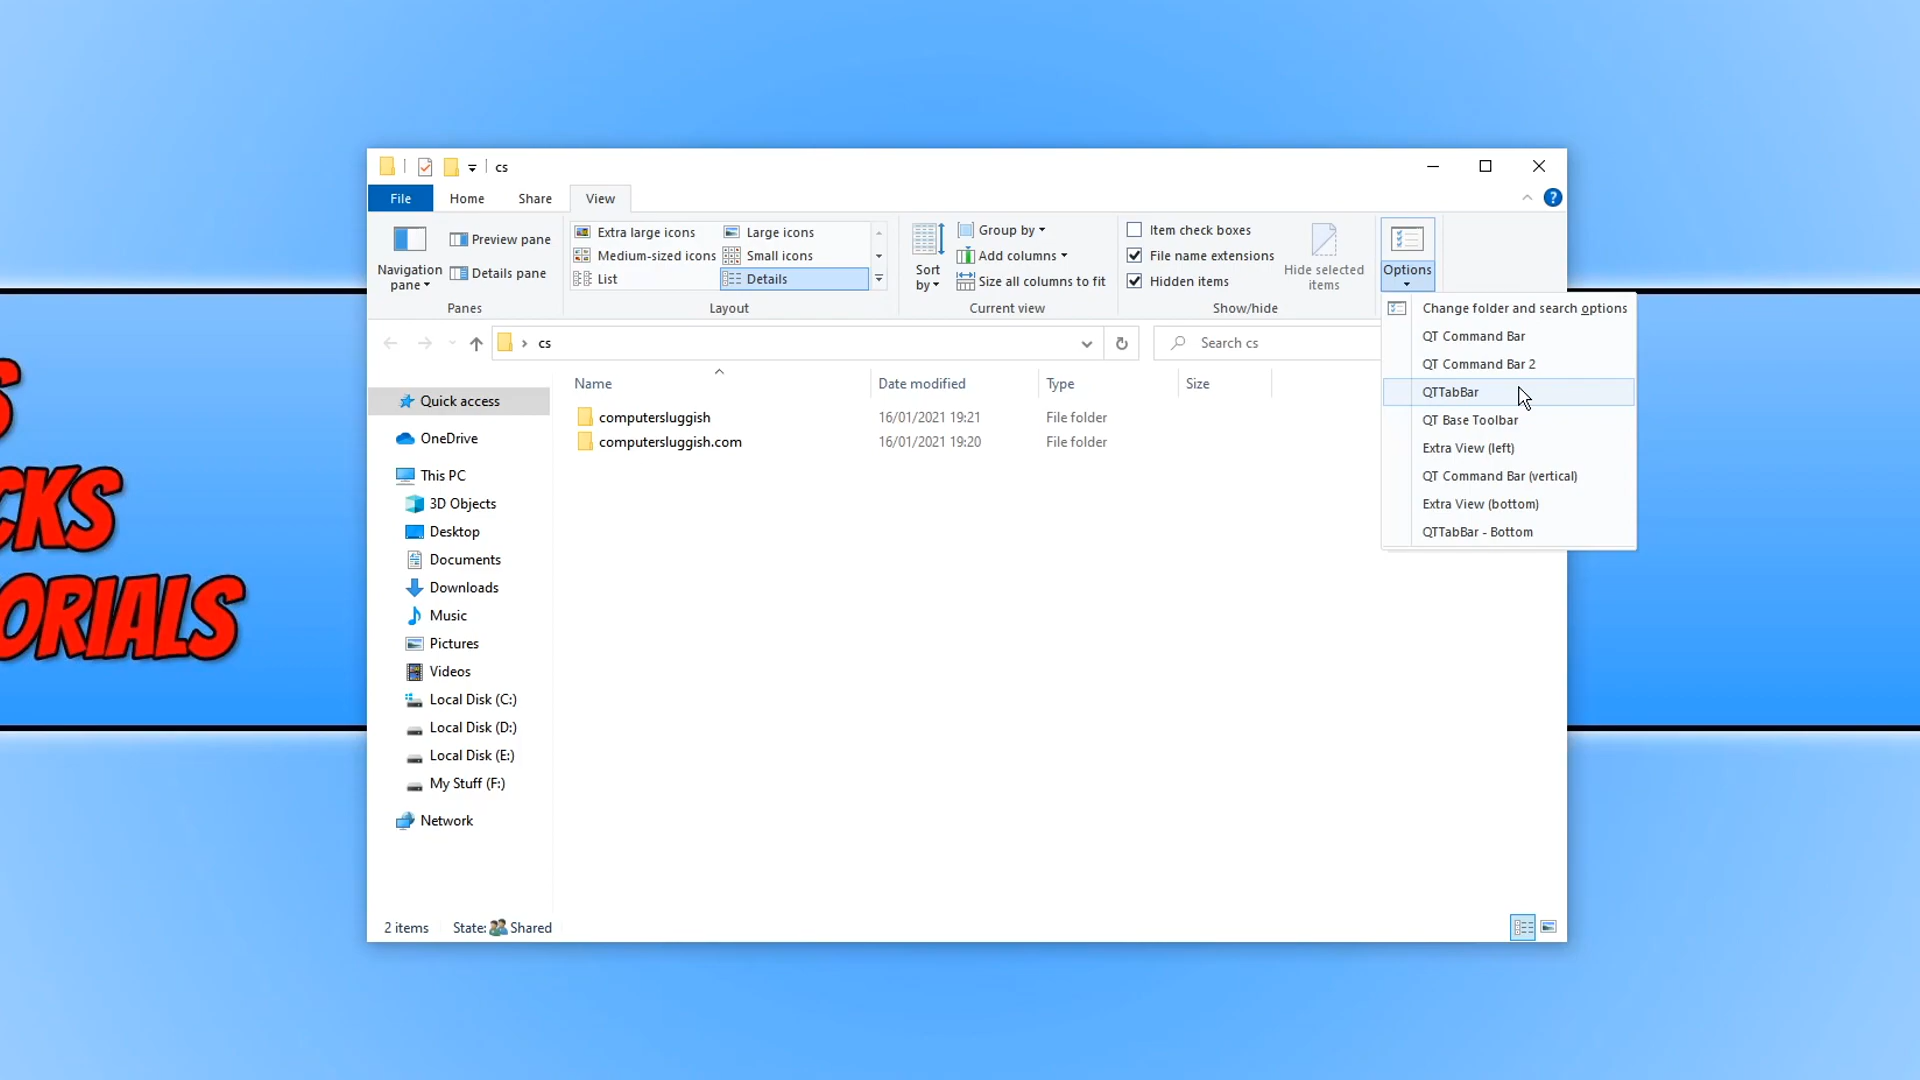 cs
File Home Share View
Navigation pane
Preview pane
Details pane
Panes
Extra large icons Large icons
Medium-sized icons Small icons
List Details
Layout
Sort by
Group by
Add columns
Size all columns to fit
Current view
Item check boxes
File name extensions
Hidden items
Hide selected items
Show/hide
Options
Change folder and search options
QT Command Bar
QT Command Bar 2
QTTabBar
QT Base Toolbar
Extra View (left)
QT Command Bar (vertical)
Extra View (bottom)
QTTabBar - Bottom
cs
Search cs
Name Date modified Type Size
computersluggish 16/01/2021 19:21 File folder
computersluggish.com 16/01/2021 19:20 File folder
Quick access
OneDrive
This PC
3D Objects
Desktop
Documents
Downloads
Music
Pictures
Videos
Local Disk (C:)
Local Disk (D:)
Local Disk (E:)
My Stuff (F:)
Network
2 items State: Shared